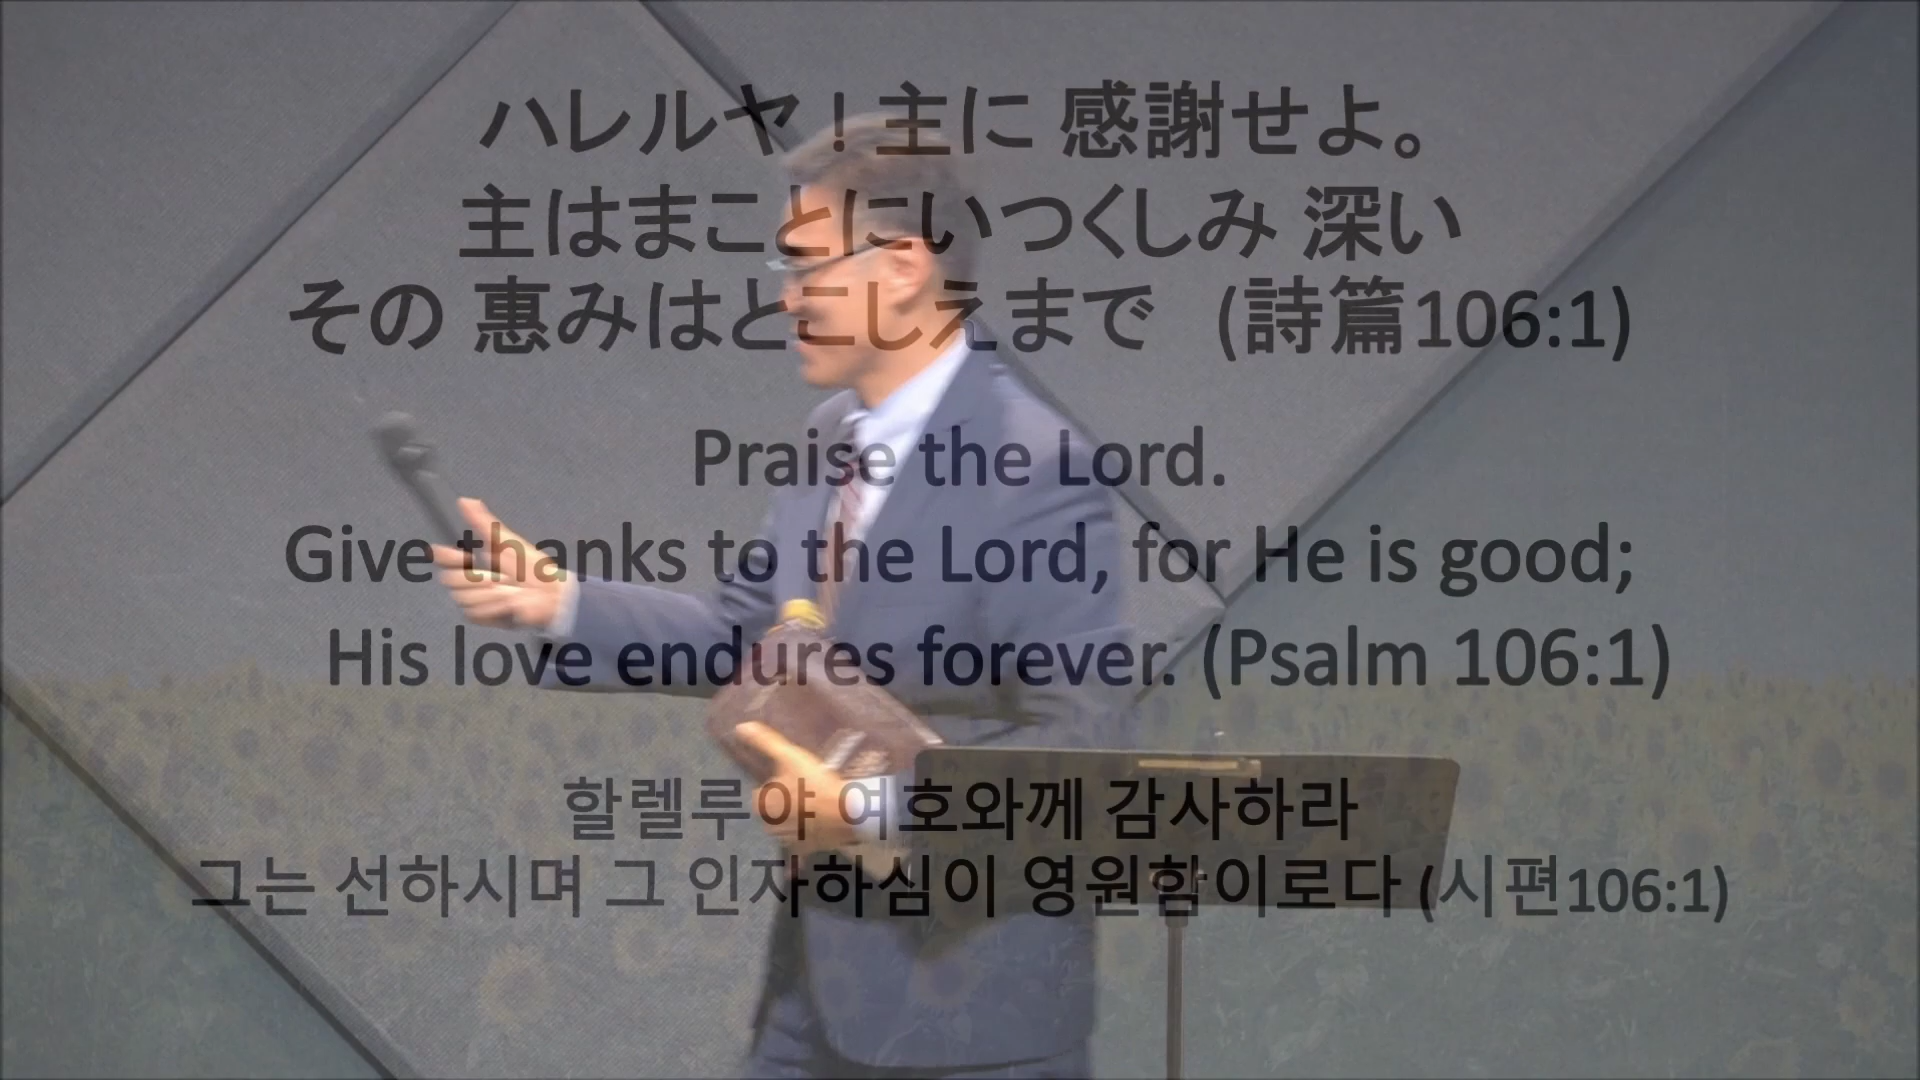 ハレルヤ！主に 感謝せよ。
主はまことにいつくしみ 深い
その 惠みはとこしえまで (詩篇106:1)
Praise the Lord.
Give thanks to the Lord, for He is good;
His love endures forever. (Psalm 106:1)
할렐루야 여호와께 감사하라
그는 선하시며 그 인자하심이 영원함이로다 (시편106:1)